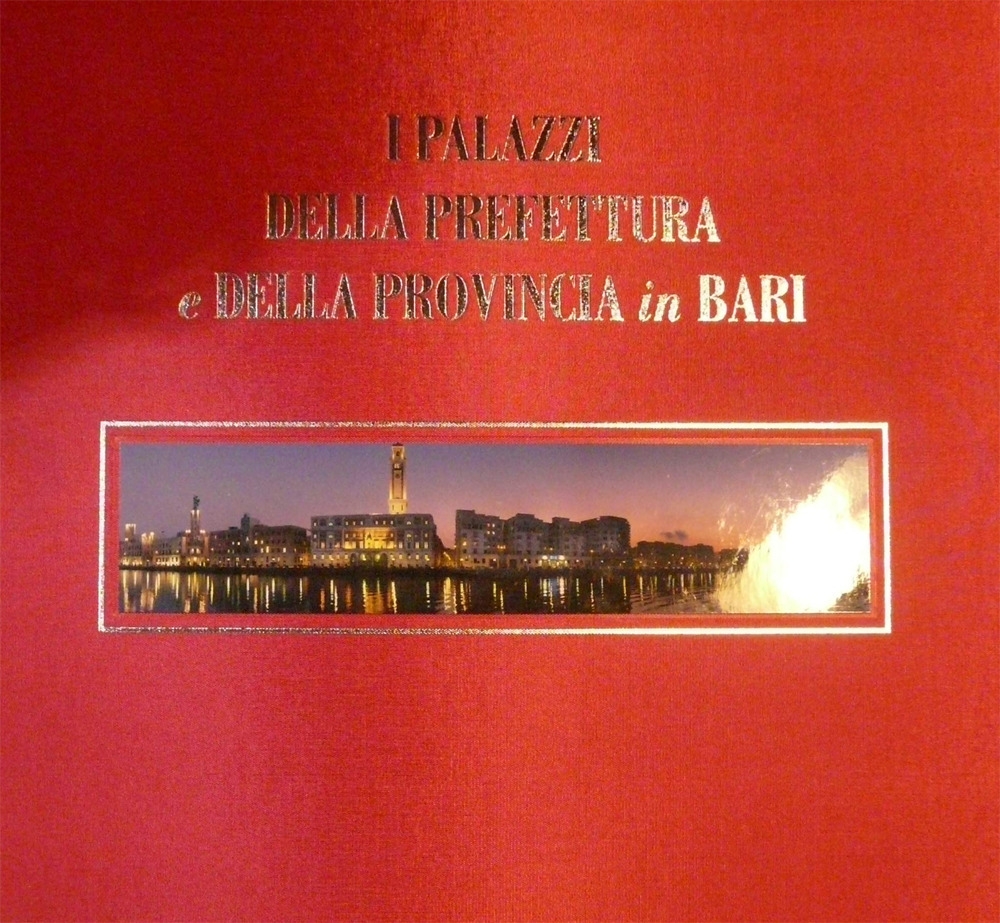 I PALAZZI
DELLA PREFETTURA
e DELLA PROVINCIA in BARI